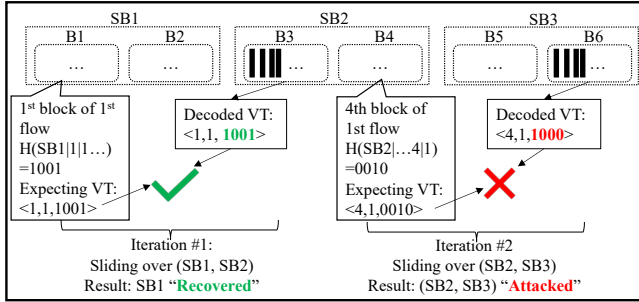 SB1 SB2 SB3
B1 B2 B3 B4 B5 B6
... ... ... ... ... ...
1st block of 1st
flow
H(SB1|1|1…)
=1001
Expecting VT:
<1,1,1001>
Decoded VT:
<1,1, 1001>
4th block of
1st flow
H(SB2|…4|1)
=0010
Expecting VT:
<4,1,0010>
Decoded VT:
<4,1,1000>
Iteration #1:
Sliding over (SB1, SB2)
Result: SB1 “Recovered”
Iteration #2
Sliding over (SB2, SB3)
Result: (SB2, SB3) “Attacked”